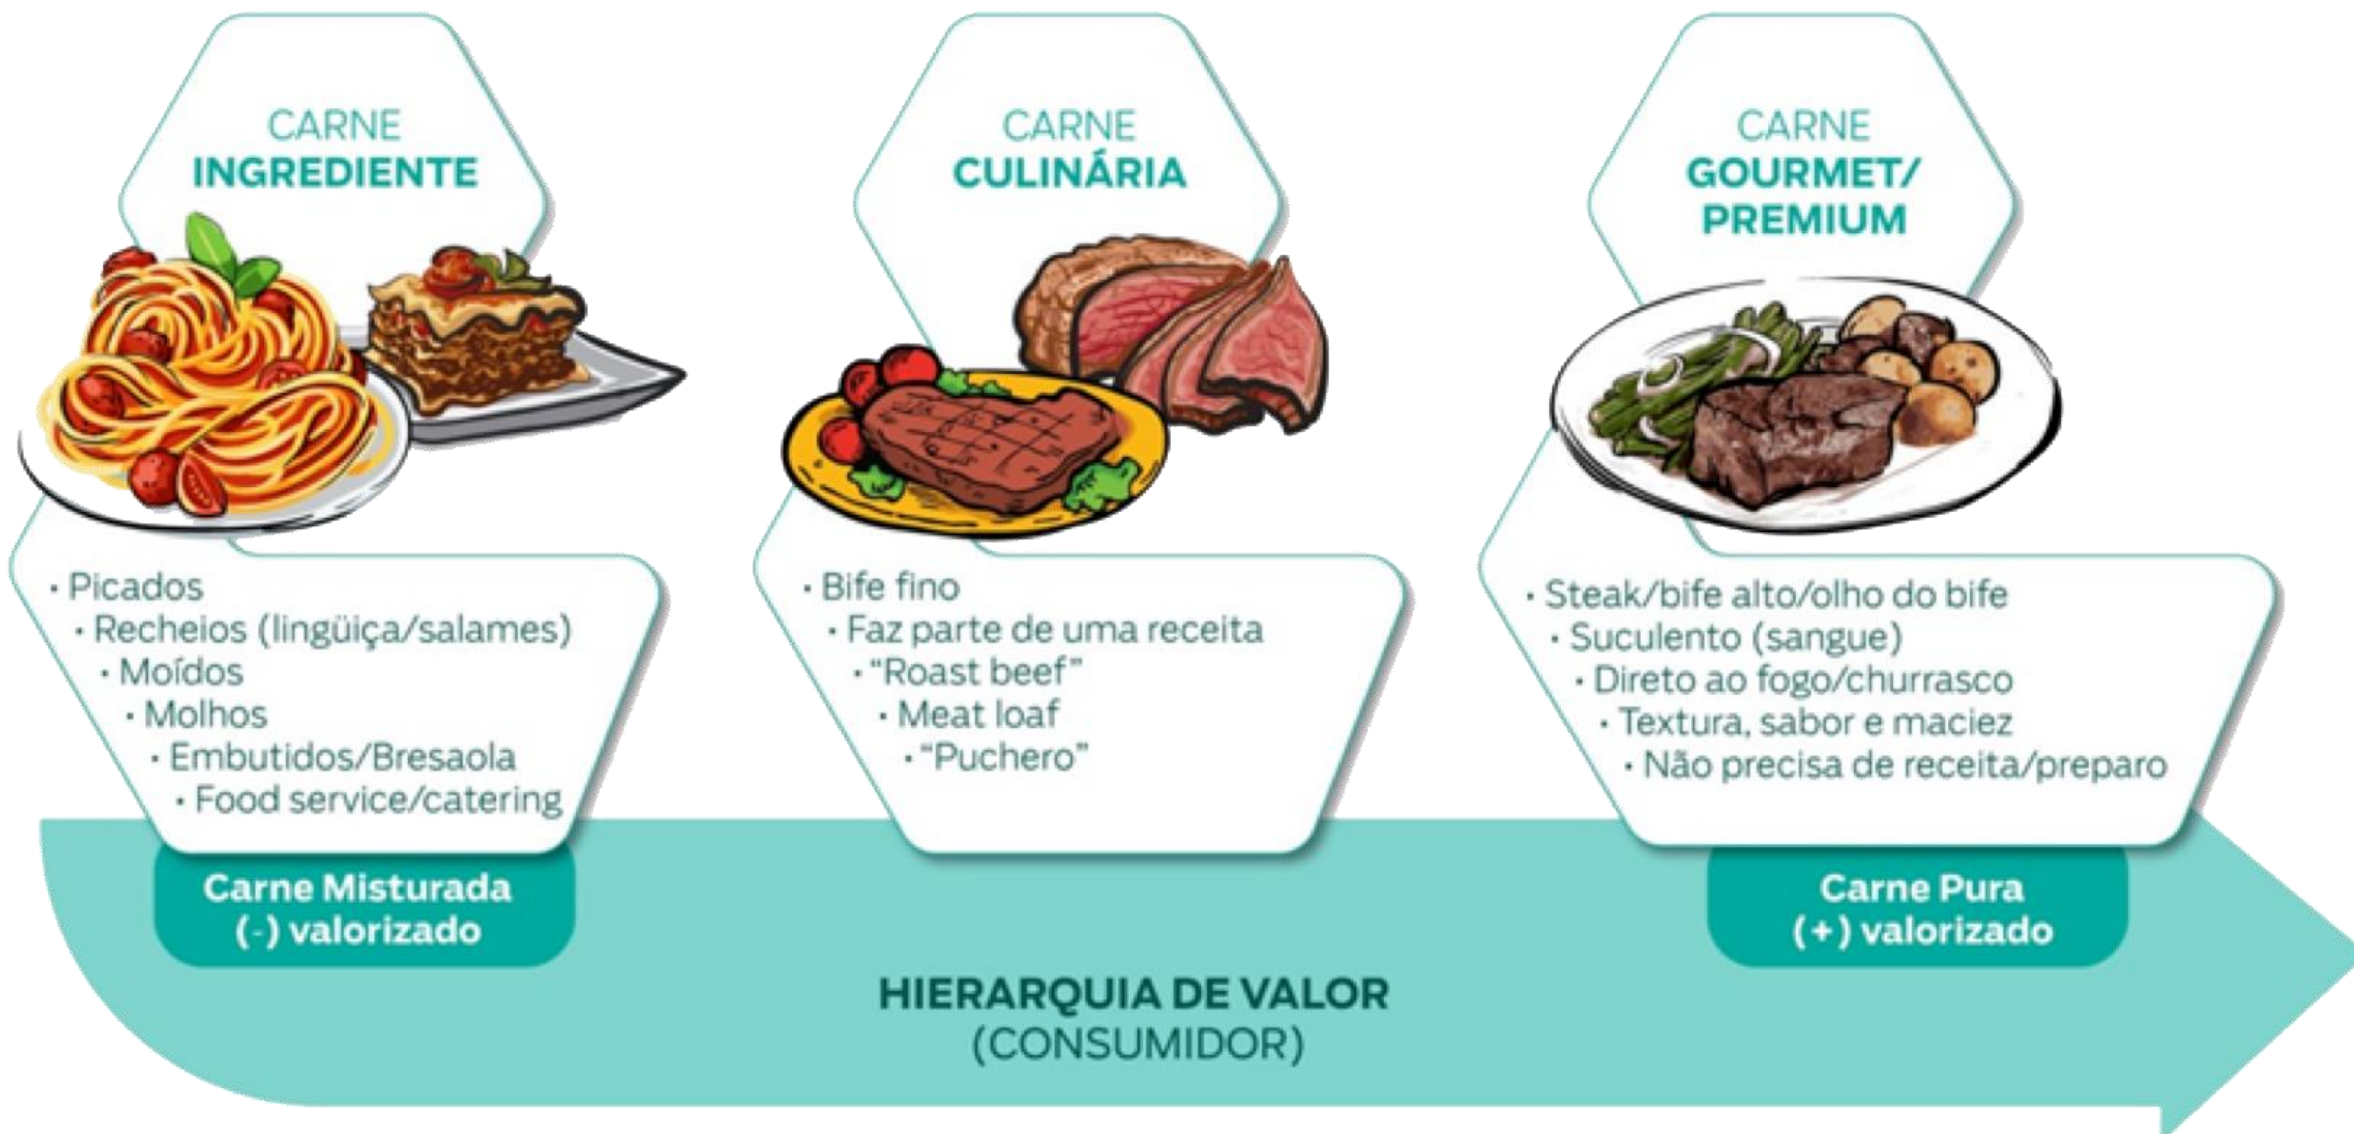 CARNE
INGREDIENTE
· Picados
· Recheios (lingüiça/salames)
· Moídos
· Molhos
· Embutidos/Bresaola
· Food service/catering
Carne Misturada
(-) valorizado
CARNE
CULINÁRIA
· Bife fino
· Faz parte de uma receita
· “Roast beef”
· Meat loaf
· “Puchero”
CARNE
GOURMET/
PREMIUM
· Steak/bife alto/olho do bife
· Suculento (sangue)
· Direto ao fogo/churrasco
· Textura, sabor e maciez
· Não precisa de receita/preparo
Carne Pura
(+) valorizado
HIERARQUIA DE VALOR
(CONSUMIDOR)